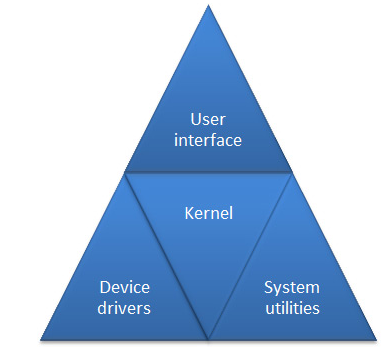 User
interface
Kernel
Device
drivers
System
utilities